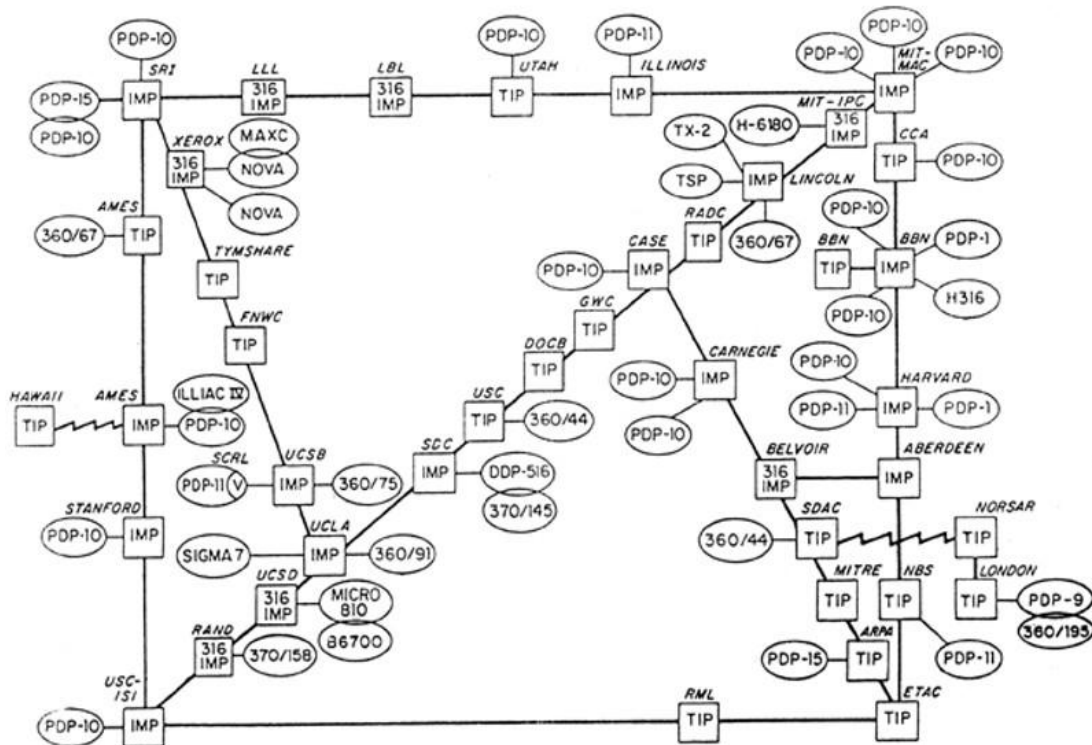 PDP-10
PDP-10
PDP-11
PDP-10
PDP-10
MIT-MAC
PDP-10
SRI
LLL
LBL
UTAH
ILLINOIS
PDP-15
IMP
316 IMP
316 IMP
TIP
IMP
IMP
PDP-10
MIT-IPC
TX-2
H-6180
316 IMP
CCA
XEROX
MAXC
316 IMP
NOVA
TIP
PDP-10
NOVA
TSP
IMP
LINCOLN
AMES
RADC
PDP-10
360/67
TIP
CASE
TIP
360/67
BBN
BBN
PDP-1
TYMSHARE
PDP-10
IMP
TIP
IMP
TIP
GWC
PDP-10
H316
FNWC
DOCB
TIP
TIP
CARNEGIE
PDP-10
TIP
HARVARD
HAWAII
AMES
ILLIAC IV
USC
PDP-10
IMP
PDP-11
IMP
PDP-1
TIP
IMP
PDP-10
TIP
360/44
PDP-10
SCRL
UCSB
SDC
BELVOIR
ABERDEEN
PDP-11
V
IMP
360/75
IMP
DDP-516
316 IMP
IMP
STANFORD
370/145
SDAC
NORSAR
PDP-10
IMP
UCLA
360/44
TIP
TIP
SIGMA 7
IMP
360/91
UCSD
MITRE
NBS
LONDON
316 IMP
MICRO 810
TIP
TIP
TIP
PDP-9
B6700
360/195
RAND
ARPA
316 IMP
370/158
PDP-15
TIP
PDP-11
USC-ISI
RML
ETAC
PDP-10
IMP
TIP
TIP